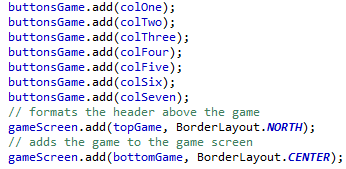 buttonsGame.add(colOne);
buttonsGame.add(colTwo);
buttonsGame.add(colThree);
buttonsGame.add(colFour);
buttonsGame.add(colFive);
buttonsGame.add(colSix);
buttonsGame.add(colSeven);
// formats the header above the game
gameScreen.add(topGame, BorderLayout.NORTH);
// adds the game to the game screen
gameScreen.add(bottomGame, BorderLayout.CENTER);